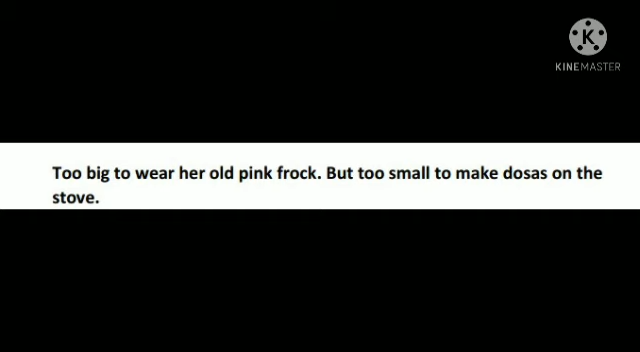 KINEMASTER
Too big to wear her old pink frock. But too small to make dosas on the
stove.